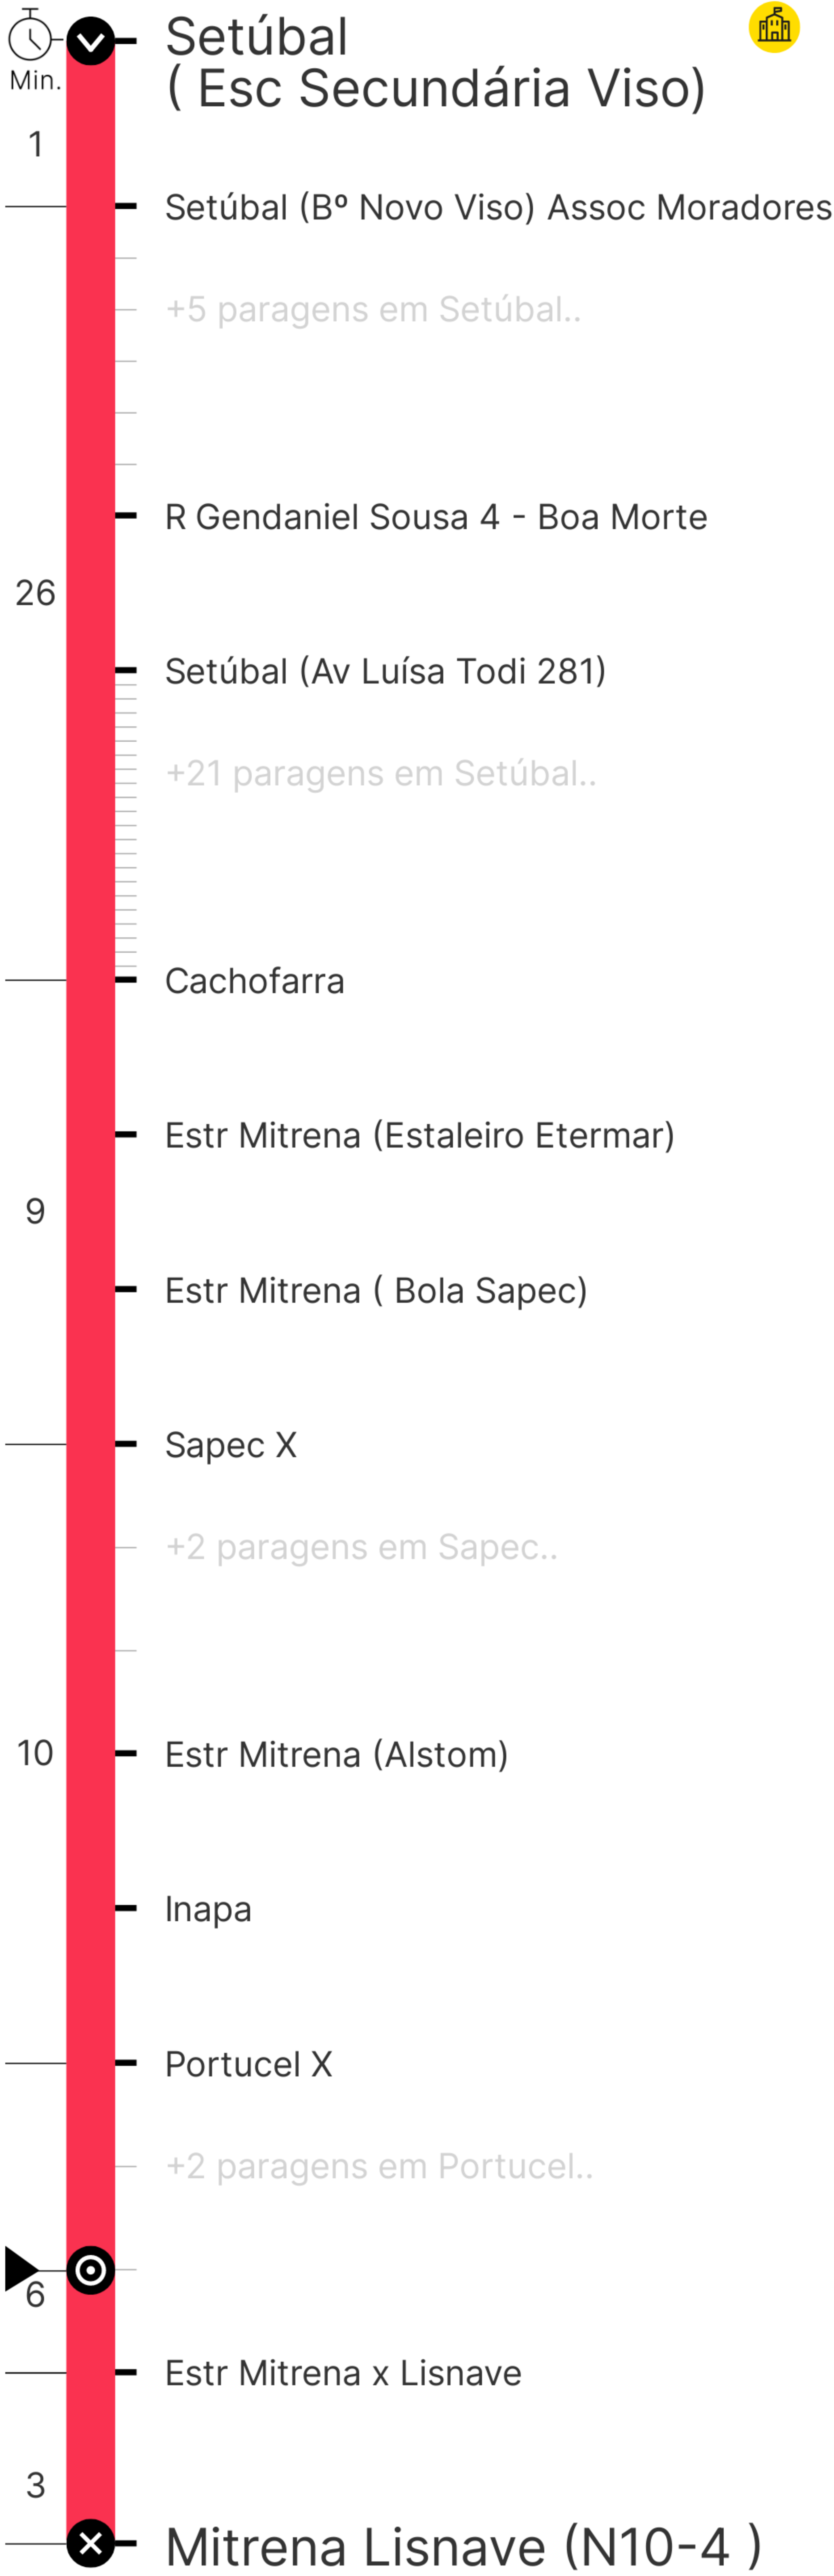 Setúbal
( Esc Secundária Viso)
Min.
1
Setúbal (Bº Novo Viso) Assoc Moradores
+5 paragens em Setúbal..
R Gendaniel Sousa 4 - Boa Morte
26
Setúbal (Av Luísa Todi 281)
+21 paragens em Setúbal..
Cachofarra
Estr Mitrena (Estaleiro Etermar)
9
Estr Mitrena ( Bola Sapec)
Sapec X
+2 paragens em Sapec..
10
Estr Mitrena (Alstom)
Inapa
Portucel X
+2 paragens em Portucel..
6
Estr Mitrena x Lisnave
3
Mitrena Lisnave (N10-4 )